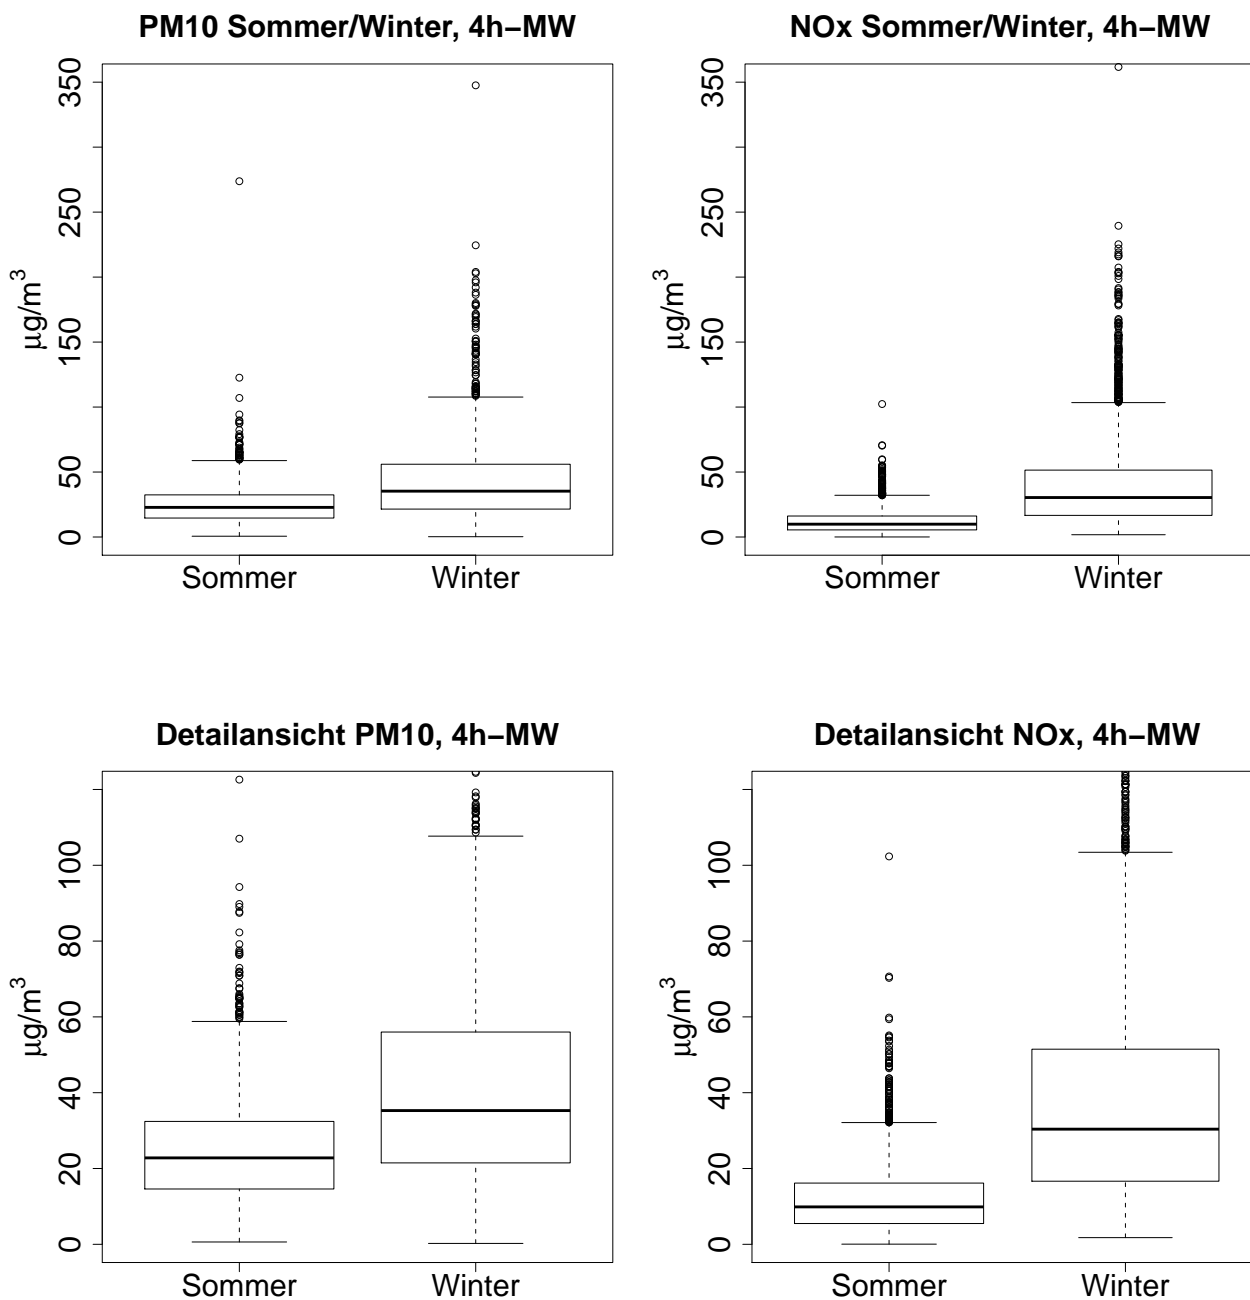 PM10 Sommer/Winter, 4h−MW
µg/m³
0
50
150
250
350
Sommer
Winter
NOx Sommer/Winter, 4h−MW
µg/m³
0
50
150
250
350
Sommer
Winter
Detailansicht PM10, 4h−MW
µg/m³
0
20
40
60
80
100
Sommer
Winter
Detailansicht NOx, 4h−MW
µg/m³
0
20
40
60
80
100
Sommer
Winter